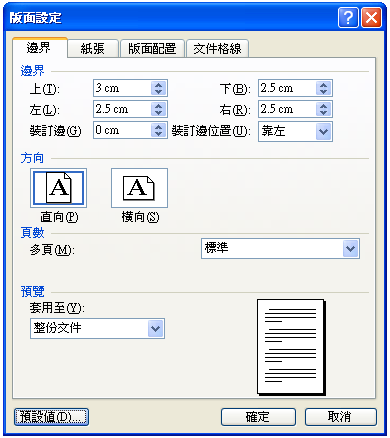 版面設定
邊界 紙張 版面配置 文件格線
邊界
上(T): 3 cm 下(B): 2.5 cm
左(L): 2.5 cm 右(R): 2.5 cm
裝訂邊(G) 0 cm 裝訂邊位置(U): 靠左
方向
A A
直向(P) 橫向(S)
頁數
多頁(M): 標準
預覽
套用至(Y):
整份文件
預設值(D)... 確定 取消